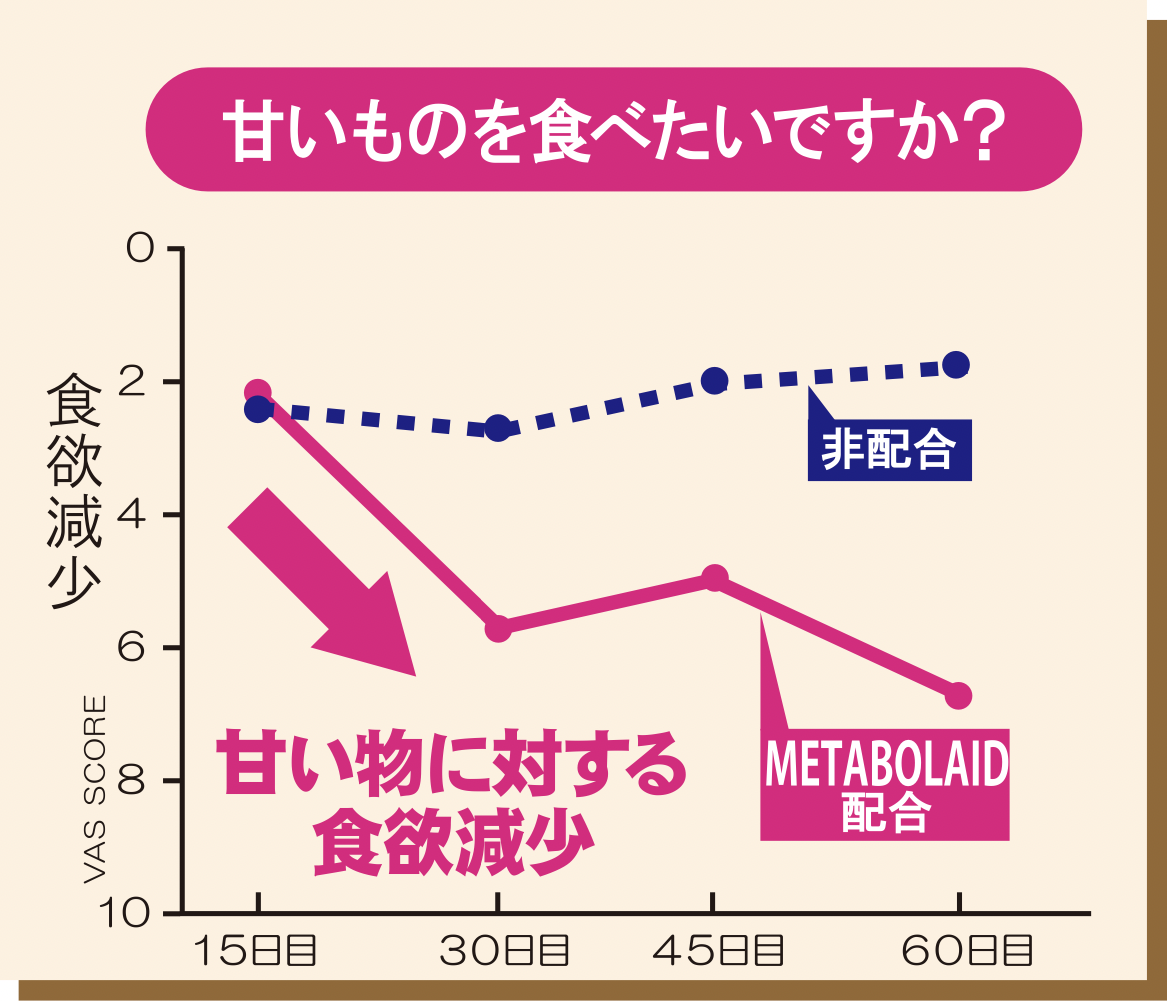 甘いものを食べたいですか?
0
2
4
6
8
10
食欲減少
VAS SCORE
非配合
METABOLAID
配合
甘い物に対する
食欲減少
15日目
30日目
45日目
60日目